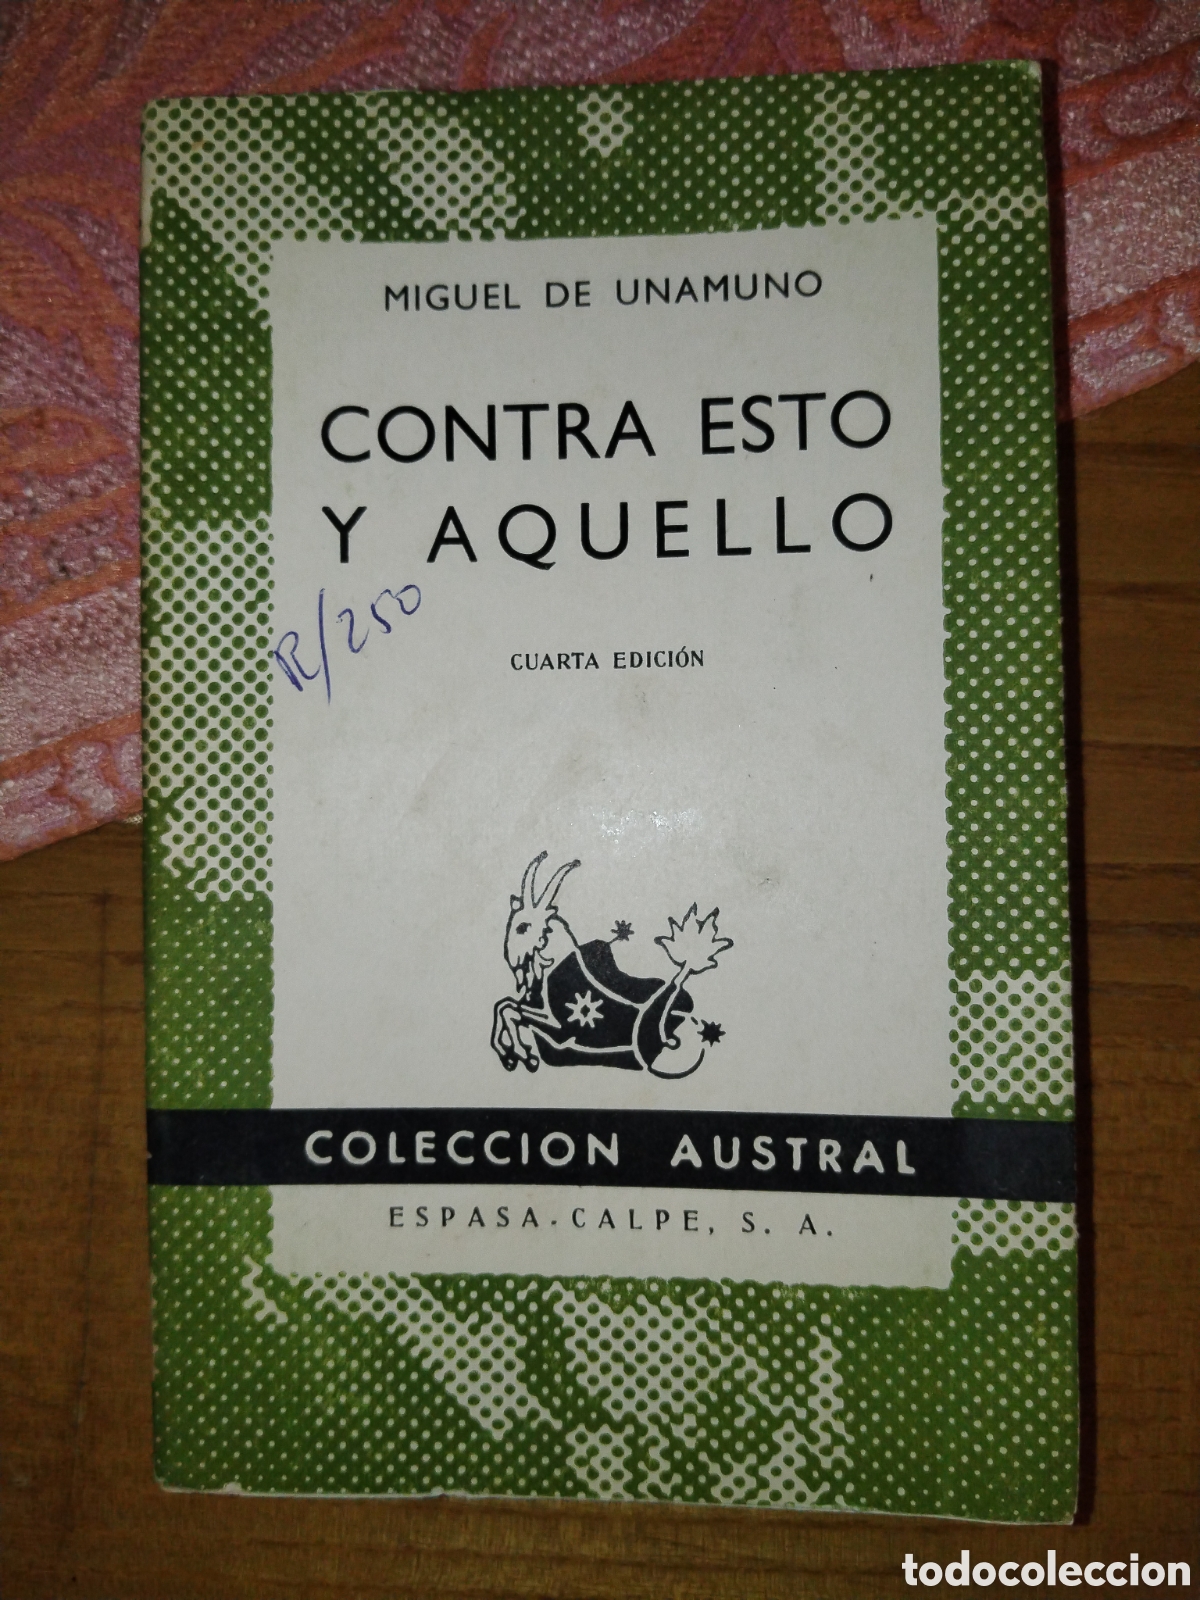 MIGUEL DE UNAMUNO
CONTRA ESTO
Y AQUELLO
R/250
CUARTA EDICIÓN
COLECCION AUSTRAL
ESPASA-CALPE, S. A.
todocoleccion